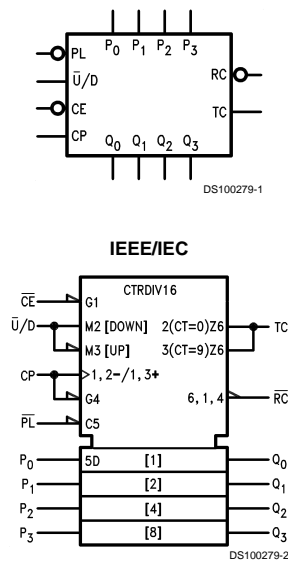 P0 P1 P2 P3
PL
RC
U̅/D
CE
TC
CP
Q0 Q1 Q2 Q3
DS100279-1
IEEE/IEC
CTRDIV16
C̅E̅ G1
U̅/D M2 [DOWN] 2(CT=0)Z6 TC
M3 [UP] 3(CT=9)Z6
CP >1,2-/1,3+
G4 6,1,4 R̅C̅
P̅L̅ C5
P0 5D [1] Q0
P1 [2] Q1
P2 [4] Q2
P3 [8] Q3
DS100279-2